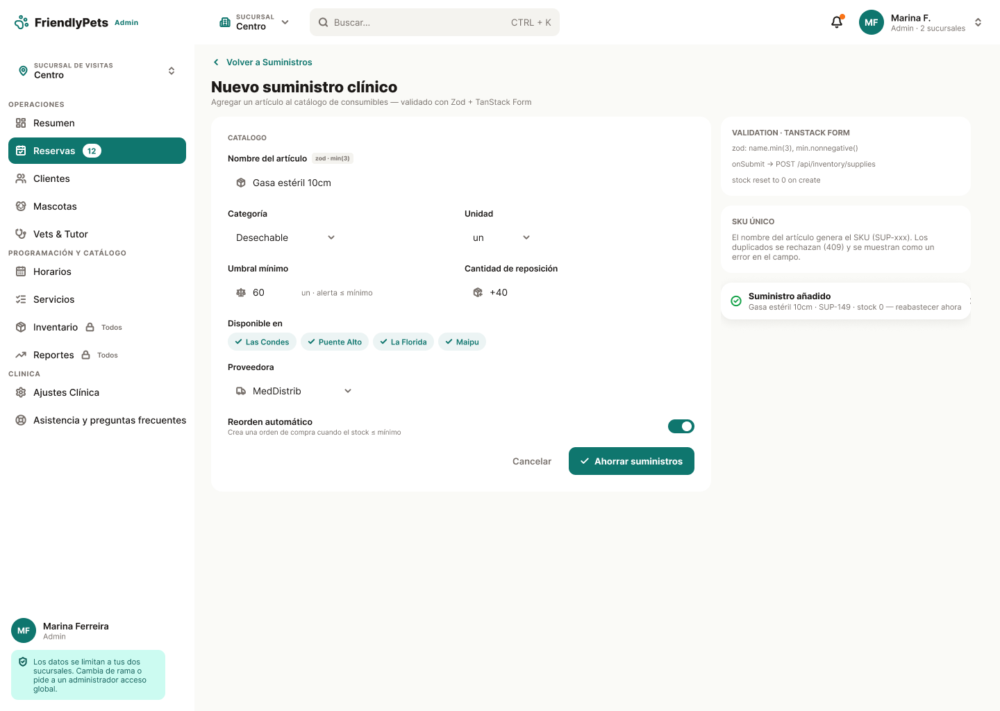 FriendlyPets Admin
SUCURSAL
Centro
Buscar...
CTRL + K
MF
Marina F.
Admin · 2 sucursales
SUCURSAL DE VISITAS
Centro
OPERACIONES
Resumen
Reservas 12
Clientes
Mascotas
Vets & Tutor
PROGRAMACIÓN Y CATÁLOGO
Horarios
Servicios
Inventario Todos
Reportes Todos
CLINICA
Ajustes Clínica
Asistencia y preguntas frecuentes
MF
Marina Ferreira
Admin
Los datos se limitan a tus dos
sucursales. Cambia de rama o
pide a un administrador acceso
global.
Volver a Suministros
Nuevo suministro clínico
Agregar un artículo al catálogo de consumibles — validado con Zod + TanStack Form
CATALOGO
Nombre del artículo zod · min(3)
Gasa estéril 10cm
Categoría
Unidad
Desechable
un
Umbral mínimo
Cantidad de reposición
60 un · alerta ≤ mínimo
+40
Disponible en
Las Condes Puente Alto La Florida Maipu
Proveedora
MedDistrib
Reorden automático
Crea una orden de compra cuando el stock ≤ mínimo
Cancelar
Ahorrar suministros
VALIDATION · TANSTACK FORM
zod: name.min(3), min.nonnegative()
onSubmit → POST /api/inventory/supplies
stock reset to 0 on create
SKU ÚNICO
El nombre del artículo genera el SKU (SUP-xxx). Los
duplicados se rechazan (409) y se muestran como un
error en el campo.
Suministro añadido
Gasa estéril 10cm · SUP-149 · stock 0 — reabastecer ahora